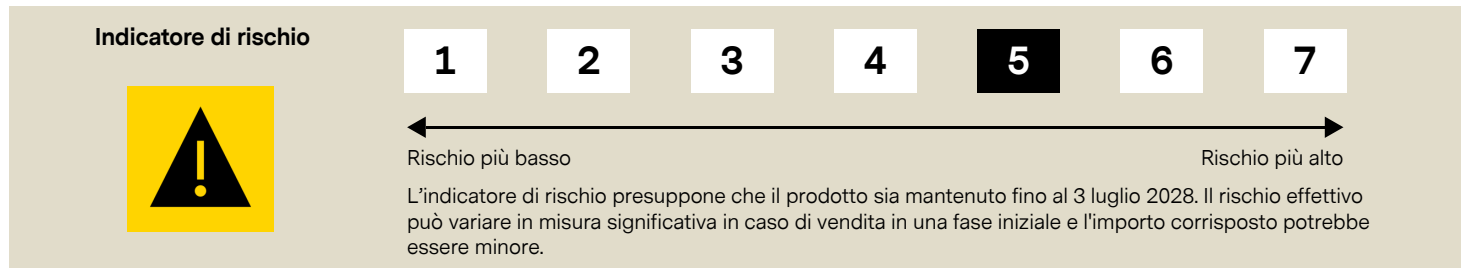 Indicatore di rischio
1 2 3 4 5 6 7
!
Rischio più basso Rischio più alto
L’indicatore di rischio presuppone che il prodotto sia mantenuto fino al 3 luglio 2028. Il rischio effettivo
può variare in misura significativa in caso di vendita in una fase iniziale e l'importo corrisposto potrebbe
essere minore.